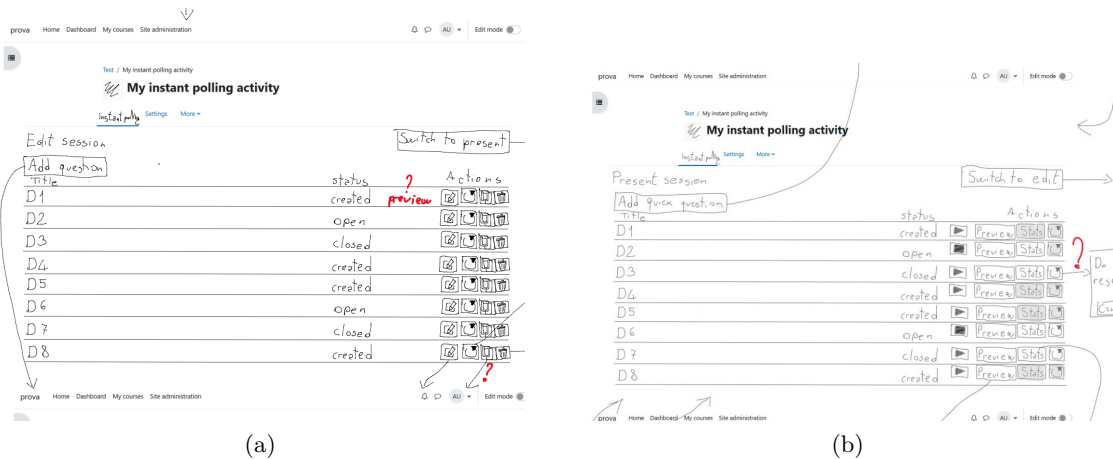 prova Home Dashboard My courses Site administration AU Edit mode
Test / My instant polling activity
My instant polling activity
Instant polling Settings More
Edit session
Switch to present
Add question
Title status ? Actions
D1 created preview
D2 open
D3 closed
D4 created
D5 created
D6 open
D7 closed
D8 created
?
prova Home Dashboard My courses Site administration AU Edit mode
(a)
prova Home Dashboard My courses Site administration AU Edit mode
Test / My instant polling activity
My instant polling activity
Instant polling Settings More
Present session
Switch to edit
Add quick question
Title status Actions
D1 created Preview Stats
D2 open Preview Stats
?
D3 closed Preview Stats
Do
D4 created Preview Stats
D5 created Preview Stats
D6 open Preview Stats
D7 closed Preview Stats
D8 created Preview Stats
prova Home Dashboard My courses Site administration AU Edit mode
(b)